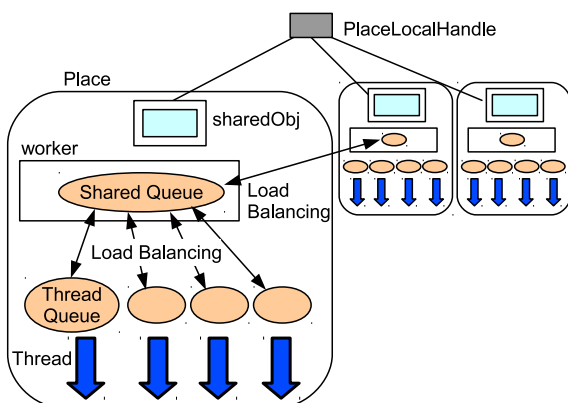 PlaceLocalHandle
Place
sharedObj
worker
Shared Queue
Load
Balancing
Load Balancing
Thread
Queue
Thread